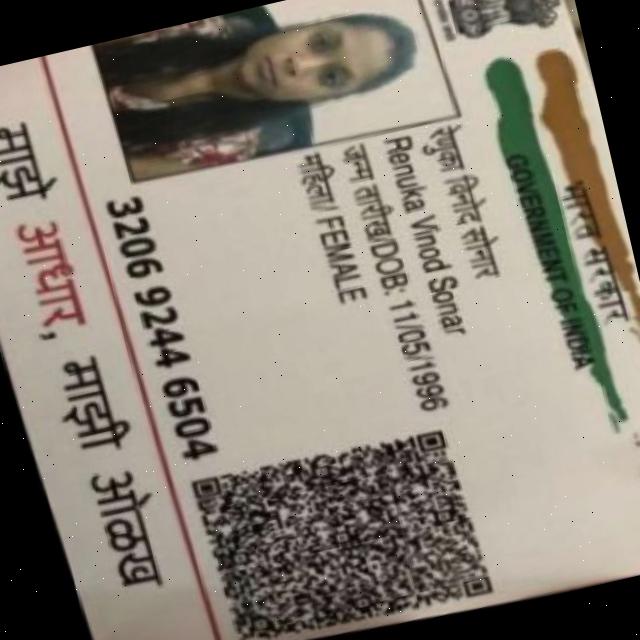 भारत सरकार
GOVERNMENT OF INDIA
रेणुका विनोद सोनार
Renuka Vinod Sonar
जन्म तारीख/DOB: 11/05/1996
महिला/ FEMALE
3206 9244 6504
माझे आधार, माझी ओळख